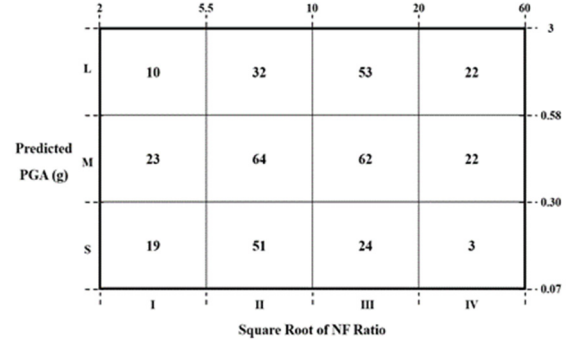 2 5.5 10 20 60
3
L 10 32 53 22
0.58
Predicted
PGA (g)
M 23 64 62 22
0.30
S 19 51 24 3
0.07
I II III IV
Square Root of NF Ratio